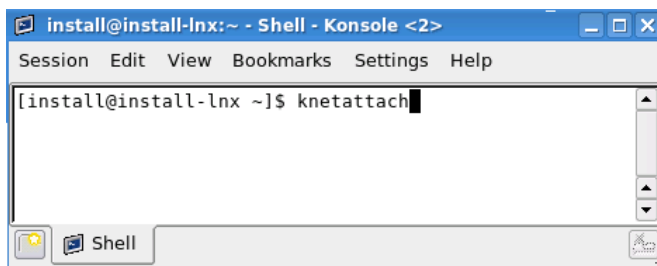 install@install-lnx:~ - Shell - Konsole <2>
Session Edit View Bookmarks Settings Help
[install@install-lnx ~]$ knetattach
Shell